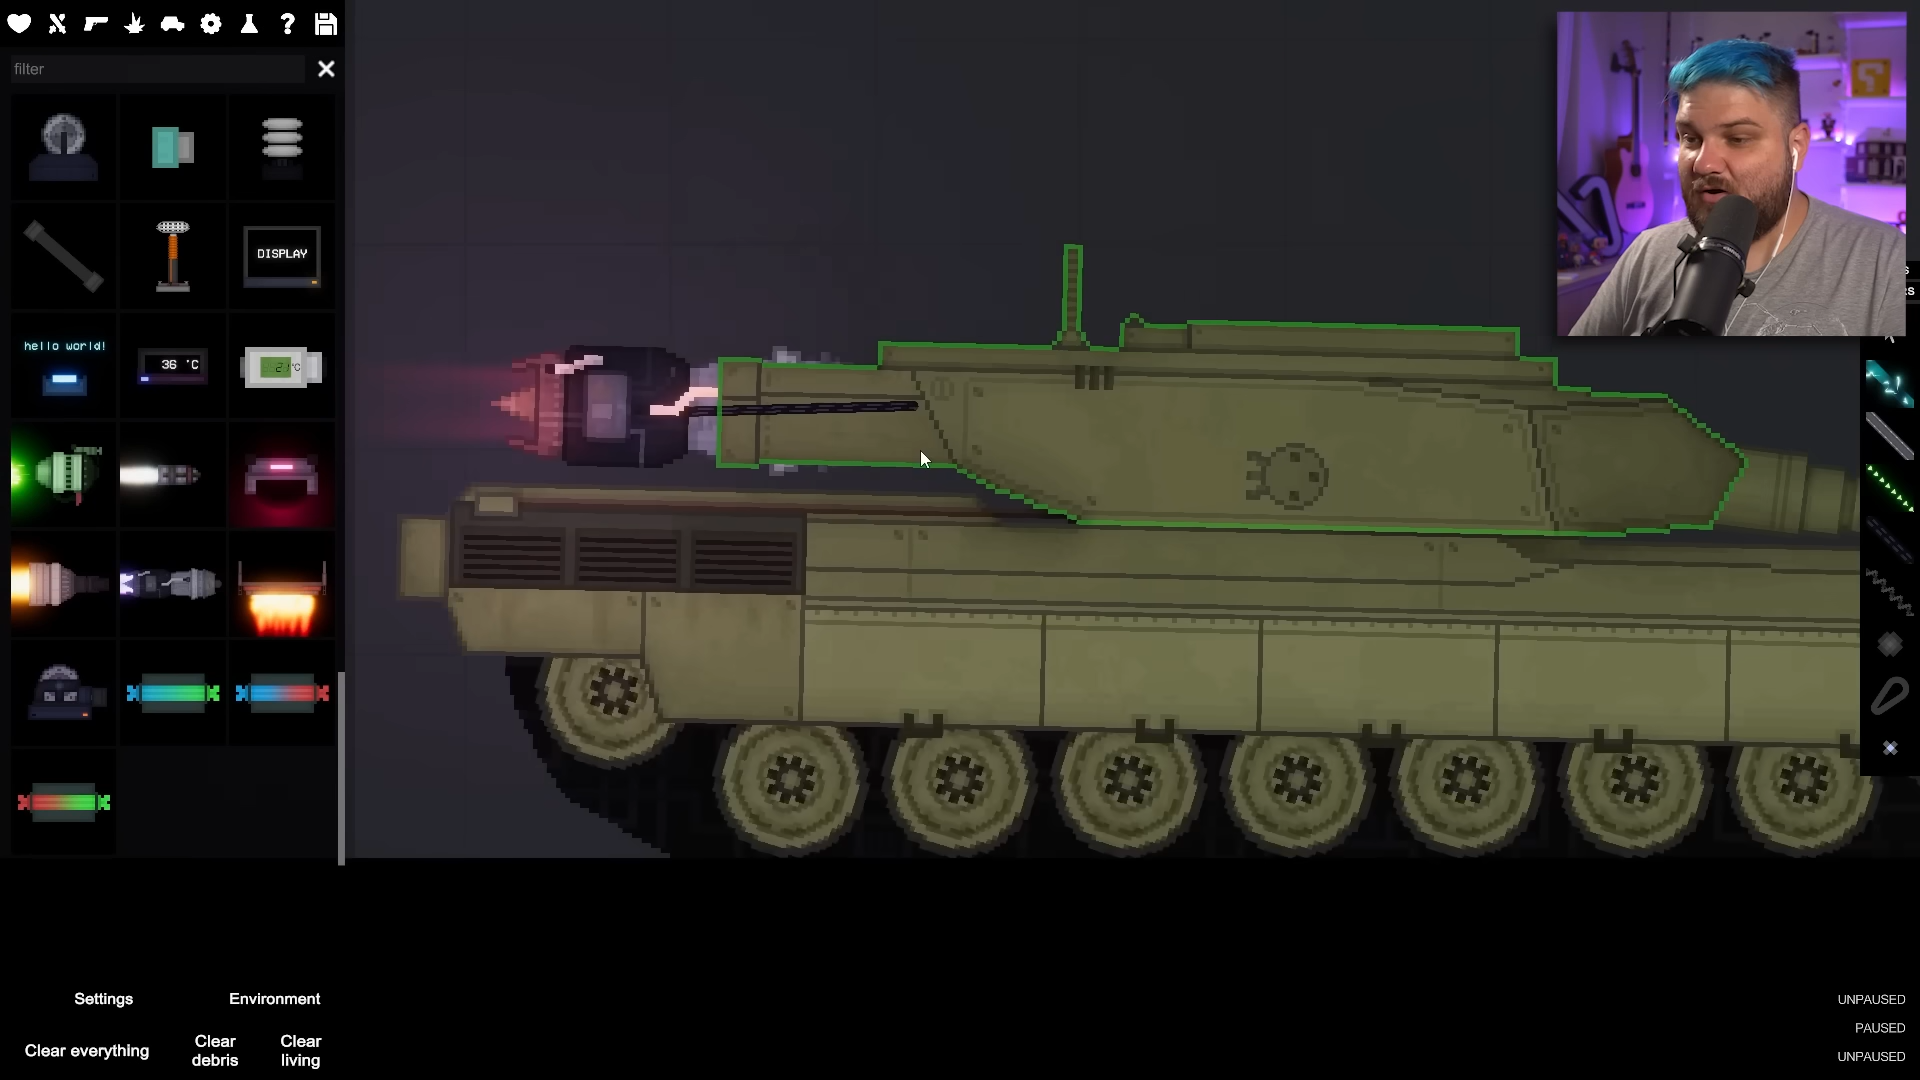 filter
DISPLAY
hello world!
36 °C
Settings
Environment
Clear everything
Clear
debris
Clear
living
UNPAUSED
PAUSED
UNPAUSED